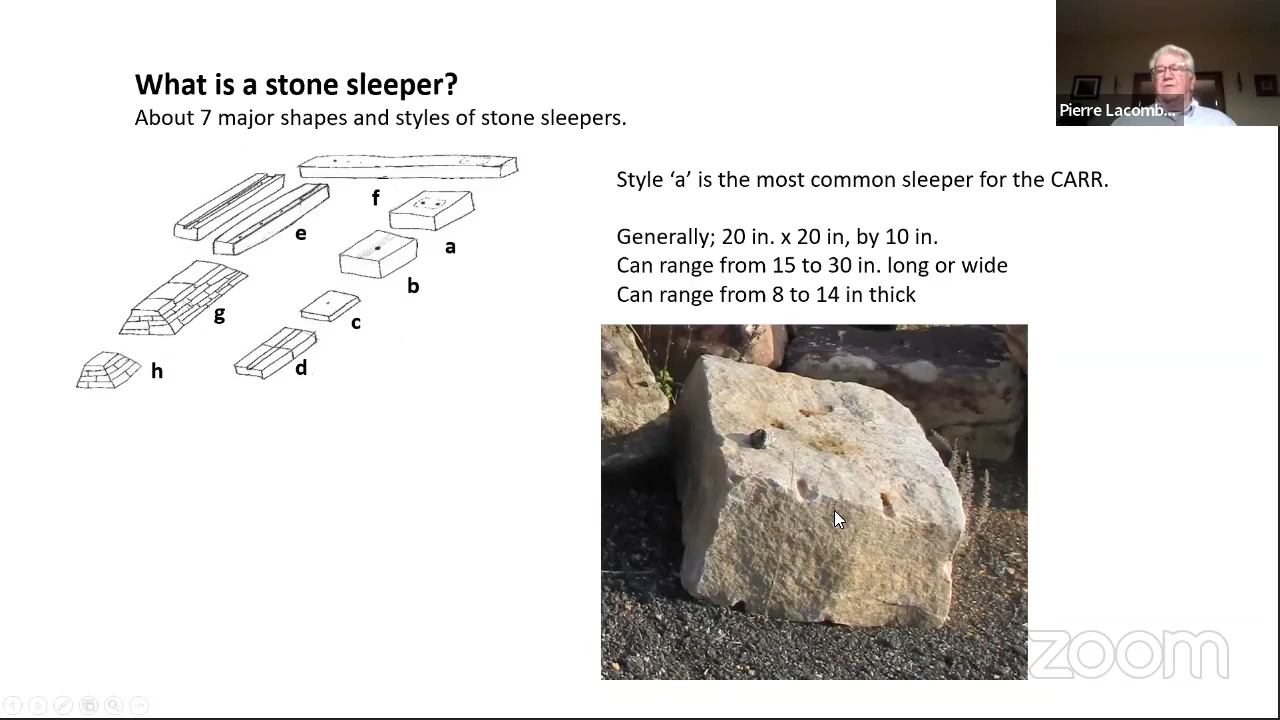 What is a stone sleeper?
About 7 major shapes and styles of stone sleepers.
f
e
a
b
g
c
h
d
Style ‘a’ is the most common sleeper for the CARR.
Generally; 20 in. x 20 in, by 10 in.
Can range from 15 to 30 in. long or wide
Can range from 8 to 14 in thick
Pierre Lacomb...
zoom